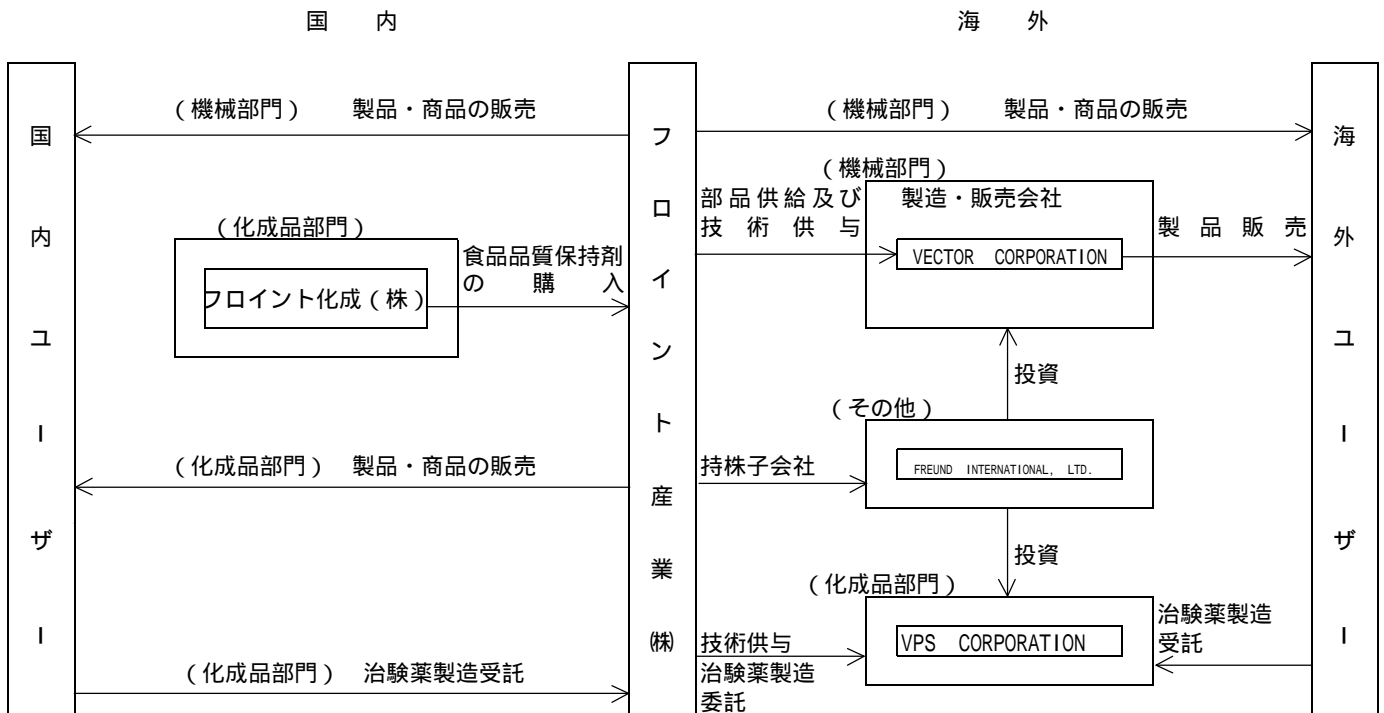 国　内
海　外
国内ユーザー
フロイント産業㈱
海外ユーザー
（機械部門）　製品・商品の販売
（機械部門）　製品・商品の販売
（機械部門）
部品供給及び
技術供与
製造・販売会社
VECTOR CORPORATION
製品販売
（化成品部門）
フロイント化成（株）
食品品質保持剤
の購入
投資
（その他）
（化成品部門）　製品・商品の販売
持株子会社
FREUND INTERNATIONAL, LTD.
投資
（化成品部門）
VPS CORPORATION
技術供与
治験薬製造
委託
治験薬製造
受託
（化成品部門）　治験薬製造受託